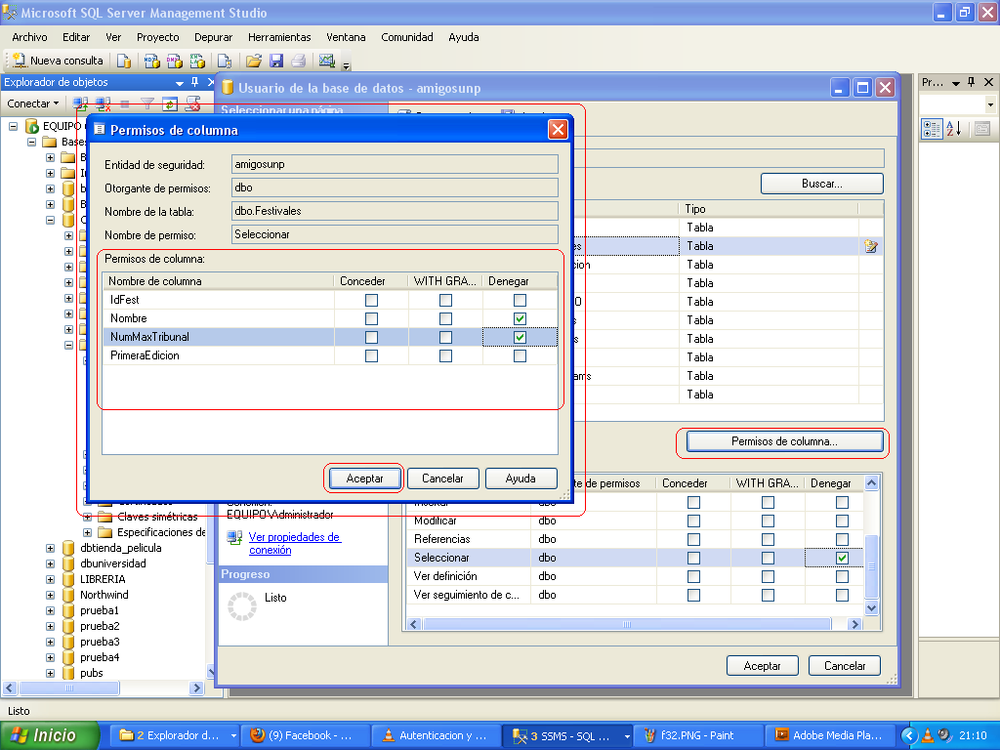 Microsoft SQL Server Management Studio
Archivo Editar Ver Proyecto Depurar Herramientas Ventana Comunidad Ayuda
Nueva consulta
Explorador de objetos
Conectar
EQUIPO
Bases
dbtienda_pelicula
dbuniversidad
LIBRERIA
Northwind
prueba1
prueba2
prueba3
prueba4
pubs
Claves simétricas
Especificaciones de
Usuario de la base de datos - amigosunp
Seleccionar una página
Buscar...
Tipo
Tabla
es Tabla
cion Tabla
Tabla
O Tabla
s Tabla
s Tabla
Tabla
ams Tabla
Tabla
Permisos de columna...
te de permisos Conceder WITH GRA... Denegar
dbo
Modificar dbo
Referencias dbo
Seleccionar dbo
Ver definición dbo
Ver seguimiento de c... dbo
EQUIPO\Administrador
Ver propiedades de
conexión
Progreso
Listo
Aceptar Cancelar
Permisos de columna
Entidad de seguridad: amigosunp
Otorgante de permisos: dbo
Nombre de la tabla: dbo.Festivales
Nombre de permiso: Seleccionar
Permisos de columna:
Nombre de columna Conceder WITH GRA... Denegar
IdFest
Nombre
NumMaxTribunal
PrimeraEdicion
Aceptar Cancelar Ayuda
Pr...
Listo
Inicio
2 Explorador d...
(9) Facebook - ...
Autenticacion y ...
3 SSMS - SQL ...
f32.PNG - Paint
Adobe Media Pla...
21:10